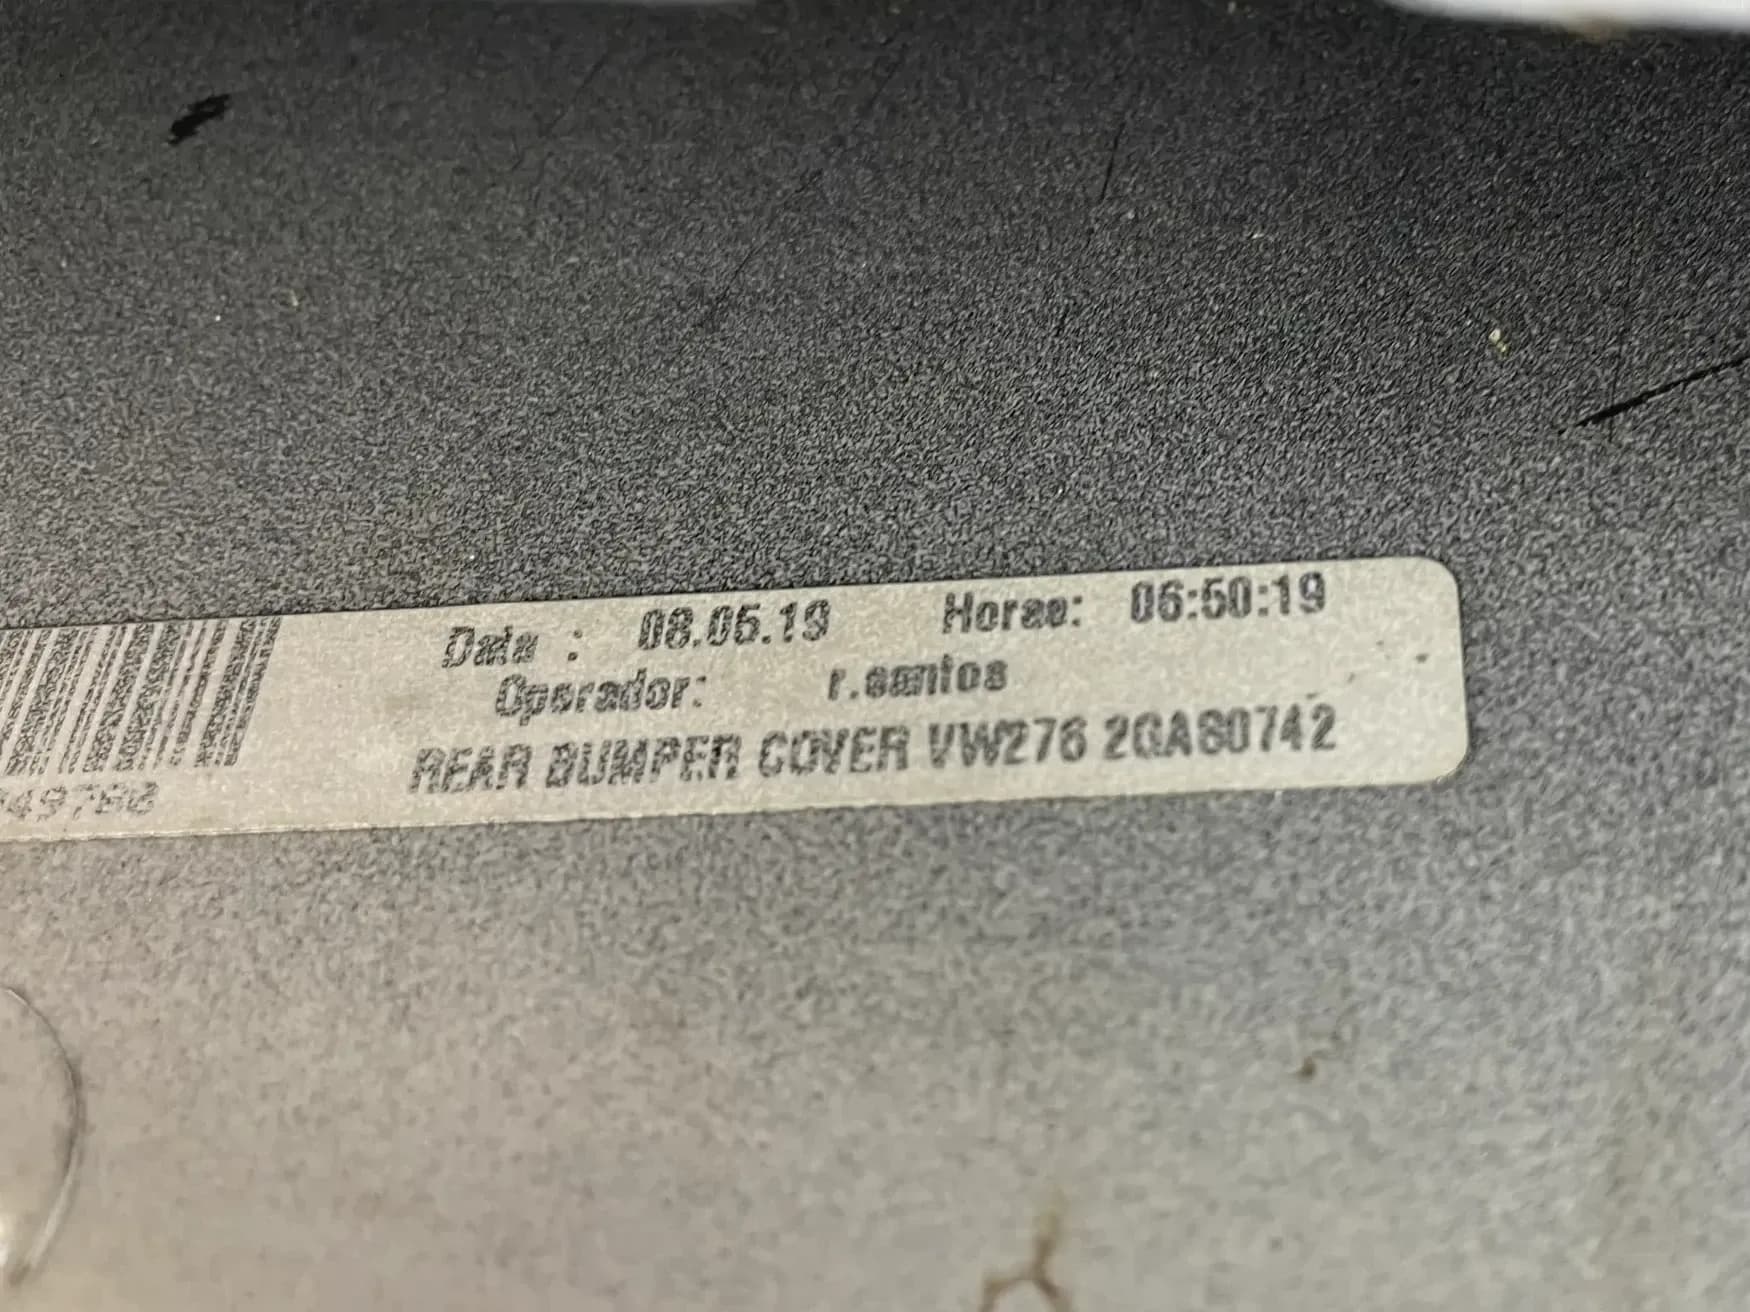 Data : 08.05.19 Horas: 06:50:19
Operador: r.santos
REAR BUMPER COVER VW276 2GA80742